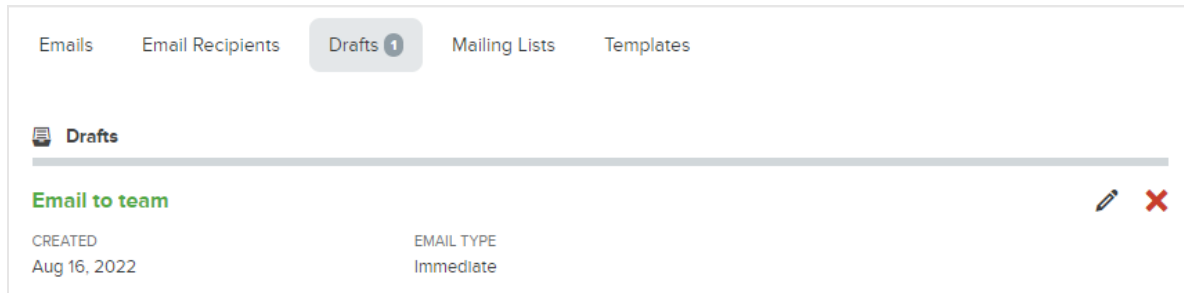 Emails Email Recipients Drafts 1 Mailing Lists Templates
Drafts
Email to team
CREATED EMAIL TYPE
Aug 16, 2022 Immediate